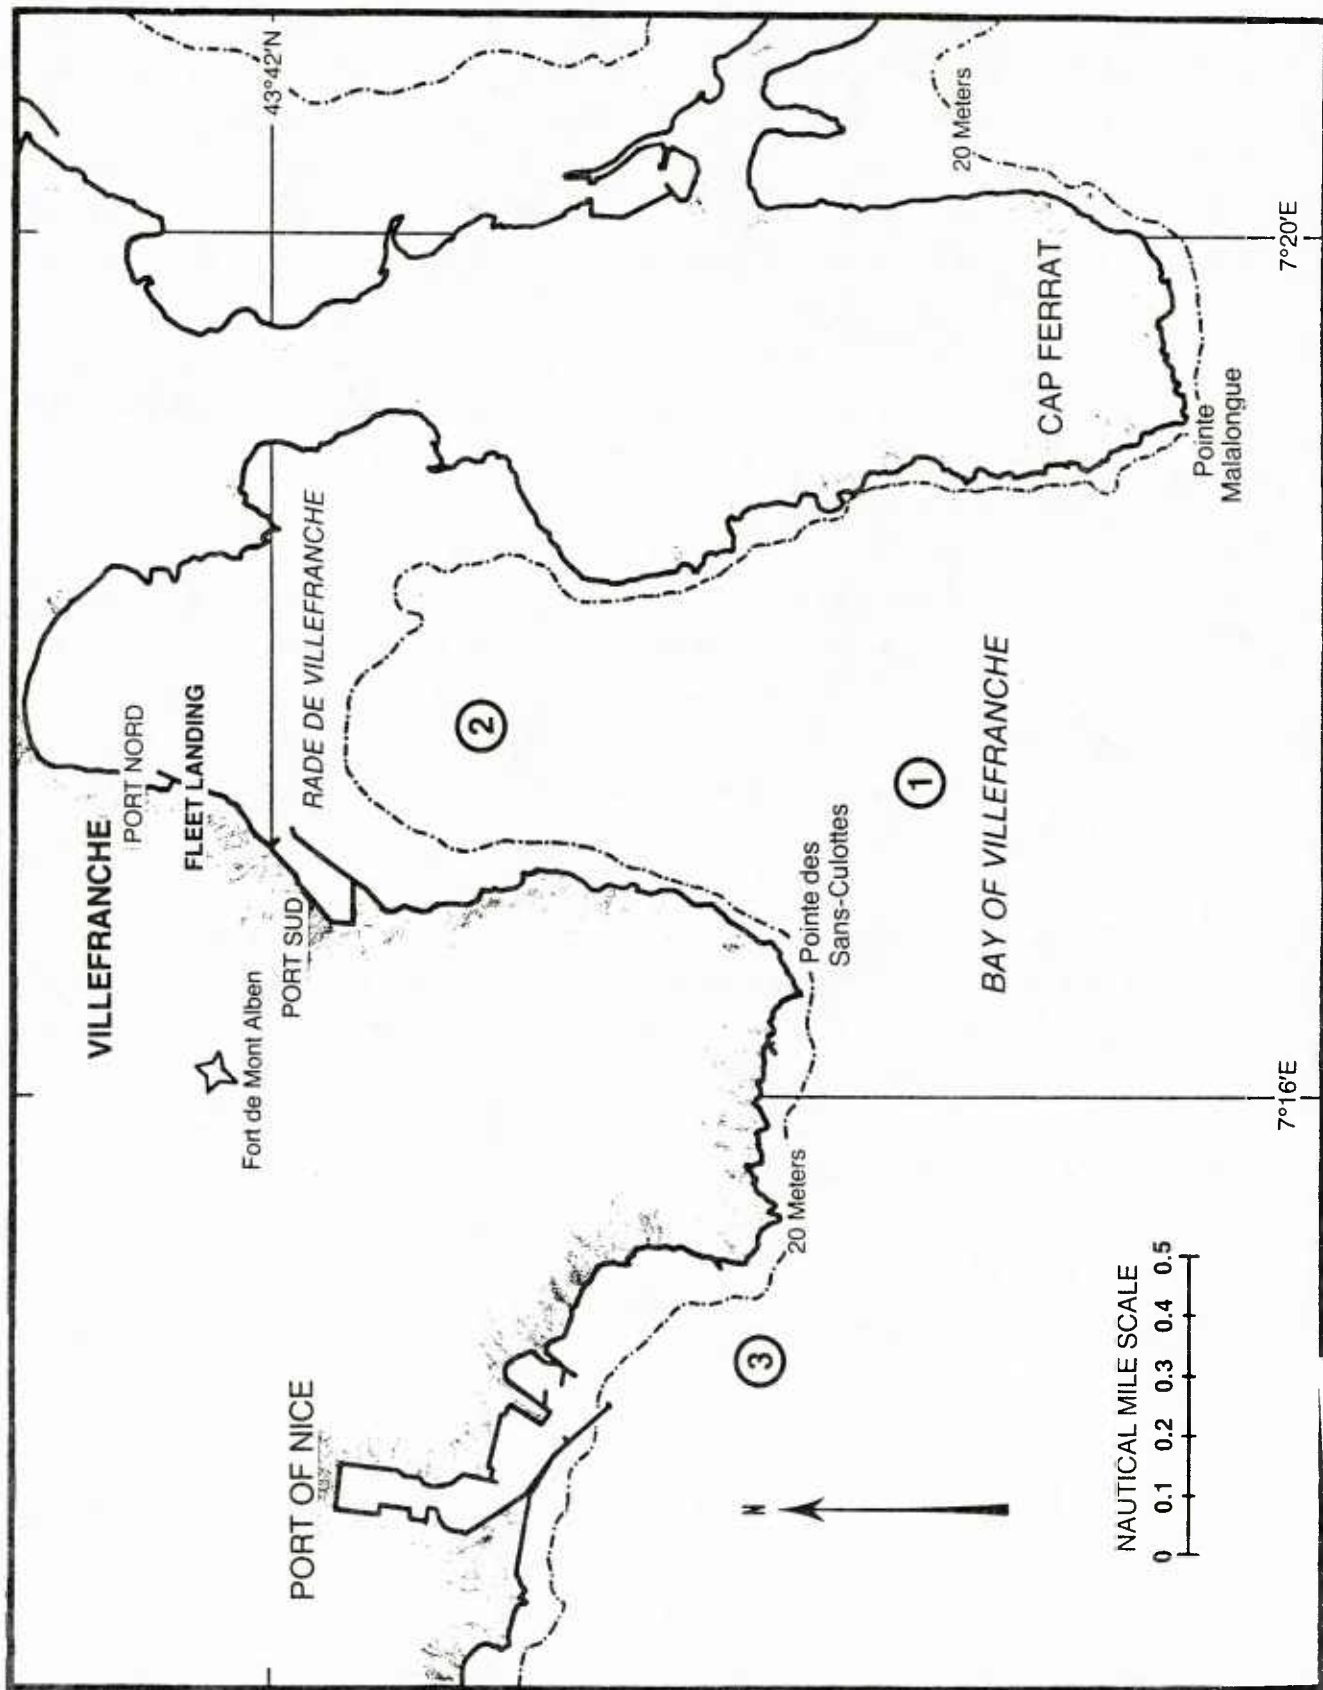 43°42'N
20 Meters
7°20'E
CAP FERRAT
Pointe
Malalongue
RADE DE VILLEFRANCHE
VILLEFRANCHE
PORT NORD
FLEET LANDING
2
1
BAY OF VILLEFRANCHE
Pointe des
Sans-Culottes
PORT SUD
Fort de Mont Alben
7°16'E
20 Meters
3
PORT OF NICE
N
NAUTICAL MILE SCALE
0 0.1 0.2 0.3 0.4 0.5